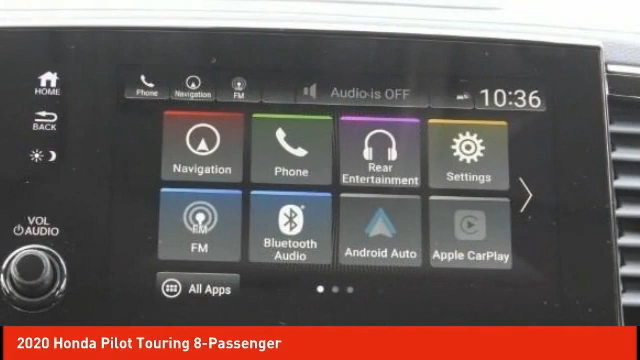 HOME
BACK
VOL
AUDIO
Phone
Navigation
FM
Audio is OFF
10:36
Navigation
Phone
Rear
Entertainment
Settings
FM
FM
Bluetooth
Audio
Android Auto
Apple CarPlay
All Apps
2020 Honda Pilot Touring 8-Passenger